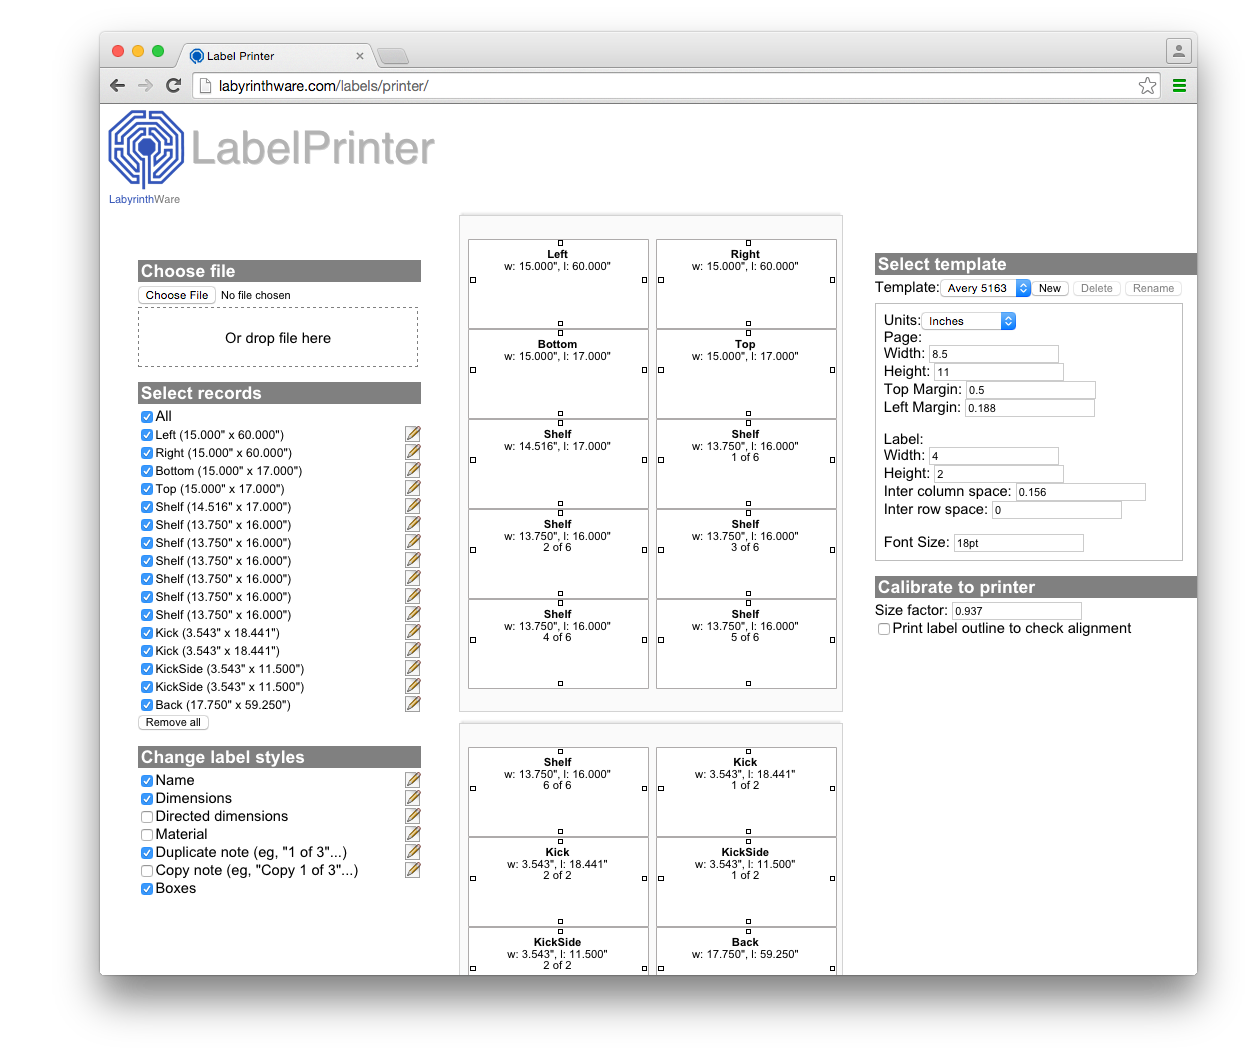 Label Printer
labyrinthware.com/labels/printer/
LabelPrinter
LabyrinthWare
Choose file
Choose File No file chosen
Or drop file here
Select records
All
Left (15.000" x 60.000")
Right (15.000" x 60.000")
Bottom (15.000" x 17.000")
Top (15.000" x 17.000")
Shelf (14.516" x 17.000")
Shelf (13.750" x 16.000")
Shelf (13.750" x 16.000")
Shelf (13.750" x 16.000")
Shelf (13.750" x 16.000")
Shelf (13.750" x 16.000")
Shelf (13.750" x 16.000")
Kick (3.543" x 18.441")
Kick (3.543" x 18.441")
KickSide (3.543" x 11.500")
KickSide (3.543" x 11.500")
Back (17.750" x 59.250")
Remove all
Change label styles
Name
Dimensions
Directed dimensions
Material
Duplicate note (eg, "1 of 3"...)
Copy note (eg, "Copy 1 of 3"...)
Boxes
Left
w: 15.000", l: 60.000"
Right
w: 15.000", l: 60.000"
Bottom
w: 15.000", l: 17.000"
Top
w: 15.000", l: 17.000"
Shelf
w: 14.516", l: 17.000"
Shelf
w: 13.750", l: 16.000"
1 of 6
Shelf
w: 13.750", l: 16.000"
2 of 6
Shelf
w: 13.750", l: 16.000"
3 of 6
Shelf
w: 13.750", l: 16.000"
4 of 6
Shelf
w: 13.750", l: 16.000"
5 of 6
Shelf
w: 13.750", l: 16.000"
6 of 6
Kick
w: 3.543", l: 18.441"
1 of 2
Kick
w: 3.543", l: 18.441"
2 of 2
KickSide
w: 3.543", l: 11.500"
1 of 2
KickSide
w: 3.543", l: 11.500"
2 of 2
Back
w: 17.750", l: 59.250"
Select template
Template: Avery 5163 New Delete Rename
Units: Inches
Page:
Width: 8.5
Height: 11
Top Margin: 0.5
Left Margin: 0.188
Label:
Width: 4
Height: 2
Inter column space: 0.156
Inter row space: 0
Font Size: 18pt
Calibrate to printer
Size factor: 0.937
Print label outline to check alignment